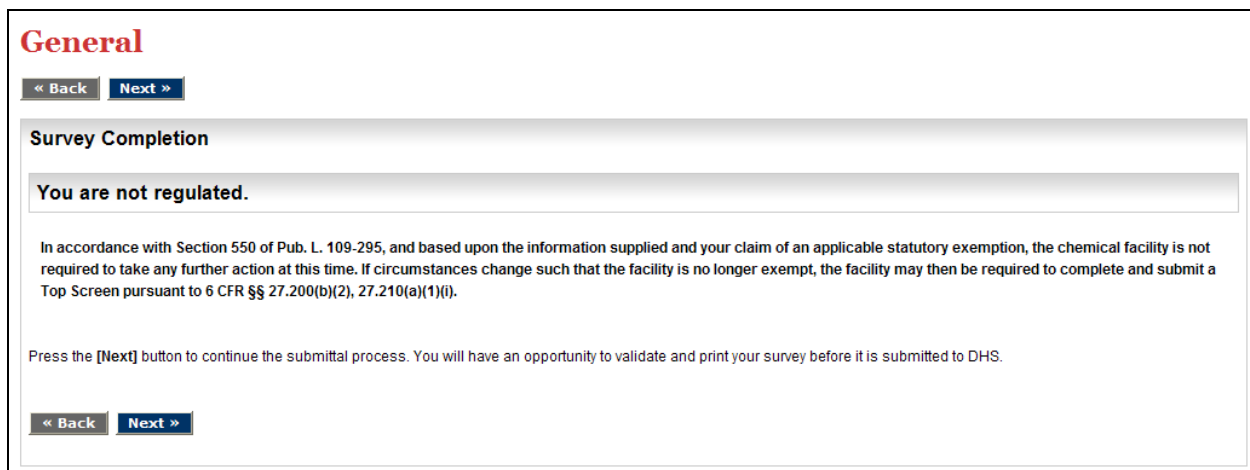 General
« Back Next »
Survey Completion
You are not regulated.
In accordance with Section 550 of Pub. L. 109-295, and based upon the information supplied and your claim of an applicable statutory exemption, the chemical facility is not
required to take any further action at this time. If circumstances change such that the facility is no longer exempt, the facility may then be required to complete and submit a
Top Screen pursuant to 6 CFR §§ 27.200(b)(2), 27.210(a)(1)(i).
Press the [Next] button to continue the submittal process. You will have an opportunity to validate and print your survey before it is submitted to DHS.
« Back Next »